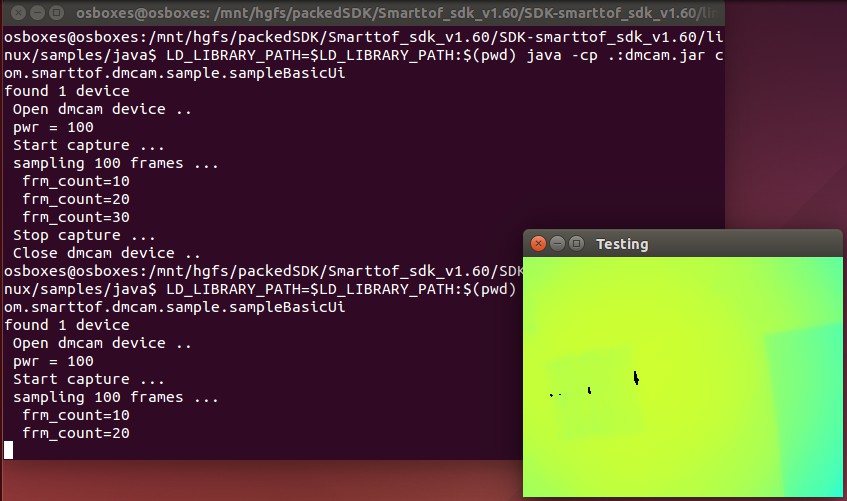 osboxes@osboxes: /mnt/hgfs/packedSDK/Smarttof_sdk_v1.60/SDK-smarttof_sdk_v1.60/
osboxes@osboxes:/mnt/hgfs/packedSDK/Smarttof_sdk_v1.60/SDK-smarttof_sdk_v1.60/li
nux/samples/java$ LD_LIBRARY_PATH=$LD_LIBRARY_PATH:$(pwd) java -cp .:dmcam.jar c
om.smarttof.dmcam.sample.sampleBasicUi
found 1 device
Open dmcam device ..
pwr = 100
Start capture ...
sampling 100 frames ...
frm_count=10
frm_count=20
frm_count=30
Stop capture ...
Close dmcam device ..
osboxes@osboxes:/mnt/hgfs/packedSDK/Smarttof_sdk_v1.60/SDK
nux/samples/java$ LD_LIBRARY_PATH=$LD_LIBRARY_PATH:$(pwd)
om.smarttof.dmcam.sample.sampleBasicUi
found 1 device
Open dmcam device ..
pwr = 100
Start capture ...
sampling 100 frames ...
frm_count=10
frm_count=20
Testing